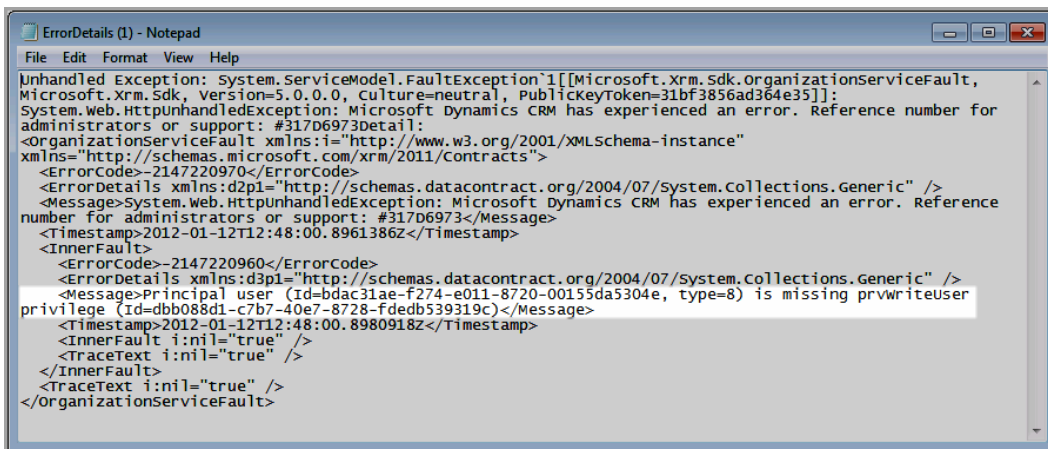 ErrorDetails (1) - Notepad
File Edit Format View Help
Unhandled Exception: System.ServiceModel.FaultException`1[[Microsoft.Xrm.Sdk.OrganizationServiceFault,
Microsoft.Xrm.Sdk, Version=5.0.0.0, Culture=neutral, PublicKeyToken=31bf3856ad364e35]]:
System.Web.HttpUnhandledException: Microsoft Dynamics CRM has experienced an error. Reference number for
administrators or support: #317D6973Detail:
<OrganizationServiceFault xmlns:i="http://www.w3.org/2001/XMLSchema-instance"
xmlns="http://schemas.microsoft.com/xrm/2011/Contracts">
  <ErrorCode>-2147220970</ErrorCode>
  <ErrorDetails xmlns:d2p1="http://schemas.datacontract.org/2004/07/System.Collections.Generic" />
  <Message>System.Web.HttpUnhandledException: Microsoft Dynamics CRM has experienced an error. Reference
number for administrators or support: #317D6973</Message>
  <Timestamp>2012-01-12T12:48:00.8961386Z</Timestamp>
  <InnerFault>
    <ErrorCode>-2147220960</ErrorCode>
    <ErrorDetails xmlns:d3p1="http://schemas.datacontract.org/2004/07/System.Collections.Generic" />
    <Message>Principal user (Id=bdac31ae-f274-e011-8720-00155da5304e, type=8) is missing prvWriteUser
privilege (Id=dbb088d1-c7b7-40e7-8728-fdedb539319c)</Message>
    <Timestamp>2012-01-12T12:48:00.8980918Z</Timestamp>
    <InnerFault i:nil="true" />
    <TraceText i:nil="true" />
  </InnerFault>
  <TraceText i:nil="true" />
</OrganizationServiceFault>